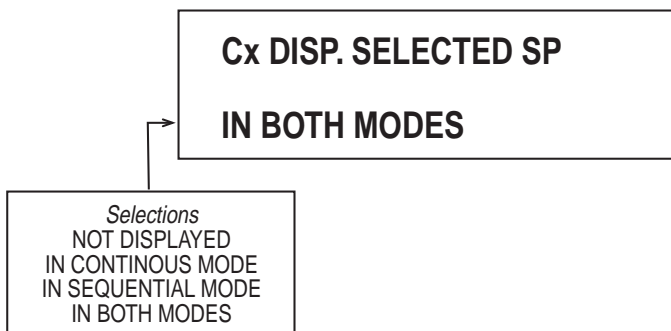 Cx DISP. SELECTED SP
IN BOTH MODES
Selections
NOT DISPLAYED
IN CONTINOUS MODE
IN SEQUENTIAL MODE
IN BOTH MODES